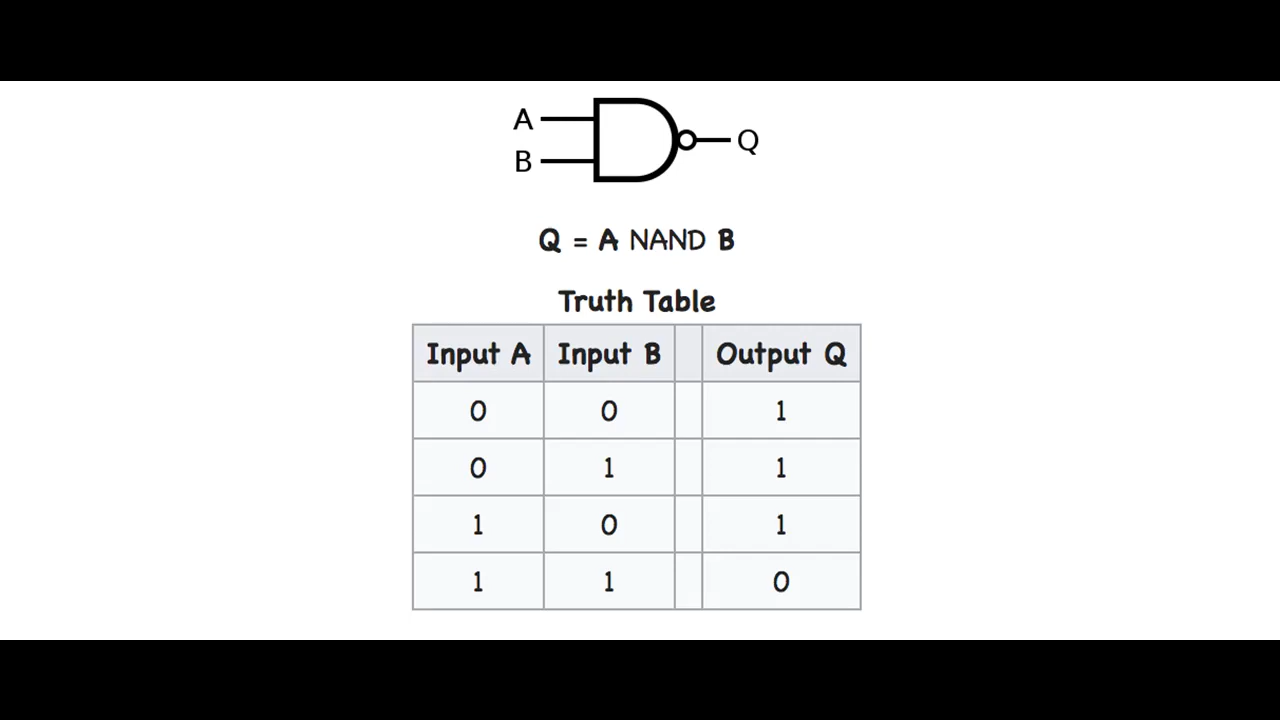 A
B
Q
Q = A NAND B
Truth Table
Input A Input B Output Q
0 0 1
0 1 1
1 0 1
1 1 0